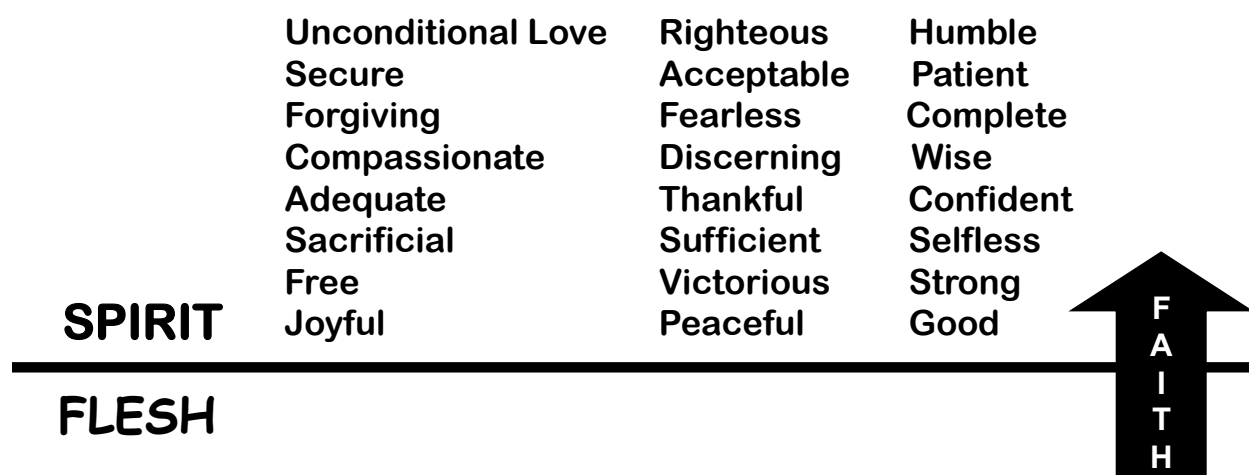 Unconditional Love Righteous Humble
Secure Acceptable Patient
Forgiving Fearless Complete
Compassionate Discerning Wise
Adequate Thankful Confident
Sacrificial Sufficient Selfless
Free Victorious Strong
SPIRIT Joyful Peaceful Good
FLESH
FAITH